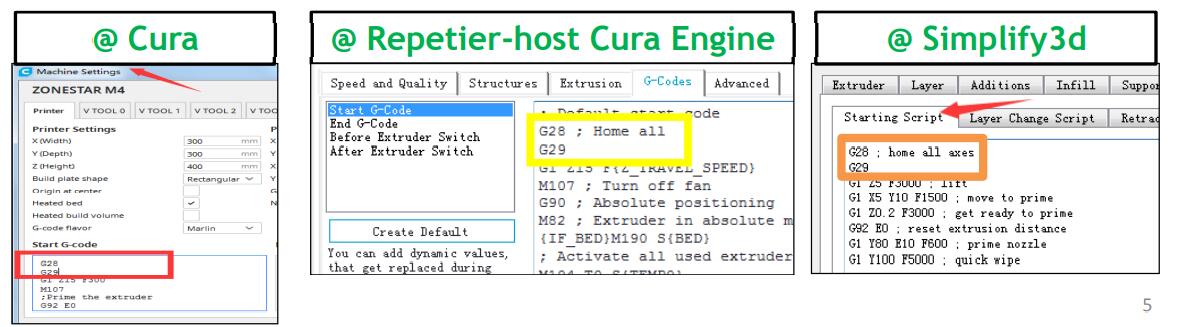 @ Cura
Machine Settings
ZONESTAR M4
Printer
V TOOL 0
V TOOL 1
V TOOL 2
V TOO
Printer Settings
P
X (Width)
300
mm
X
Y (Depth)
300
mm
Y
Z (Height)
400
mm
X
Build plate shape
Rectangular
Y
Origin at center
G
Heated bed
N
Heated build volume
G-code flavor
Marlin
Start G-code
G28
G29
G1 Z15 F300
M107
;Prime the extruder
G92 E0
@ Repetier-host Cura Engine
Speed and Quality
Structures
Extrusion
G-Codes
Advanced
Start G-Code
End G-Code
Before Extruder Switch
After Extruder Switch
Create Default
You can add dynamic values,
that get replaced during
; Default start code
G28 ; Home all
G29
G1 Z15 F{Z_TRAVEL_SPEED}
M107 ; Turn off fan
G90 ; Absolute positioning
M82 ; Extruder in absolute m
{IF_BED}M190 S{BED}
; Activate all used extruder
M104 T0 S{TEMP0}
@ Simplify3d
Extruder
Layer
Additions
Infill
Suppor
Starting Script
Layer Change Script
Retrac
G28 ; home all axes
G29
G1 Z5 F3000 ; lift
G1 X5 Y10 F1500 ; move to prime
G1 Z0.2 F3000 ; get ready to prime
G92 E0 ; reset extrusion distance
G1 Y80 E10 F600 ; prime nozzle
G1 Y100 F5000 ; quick wipe
5